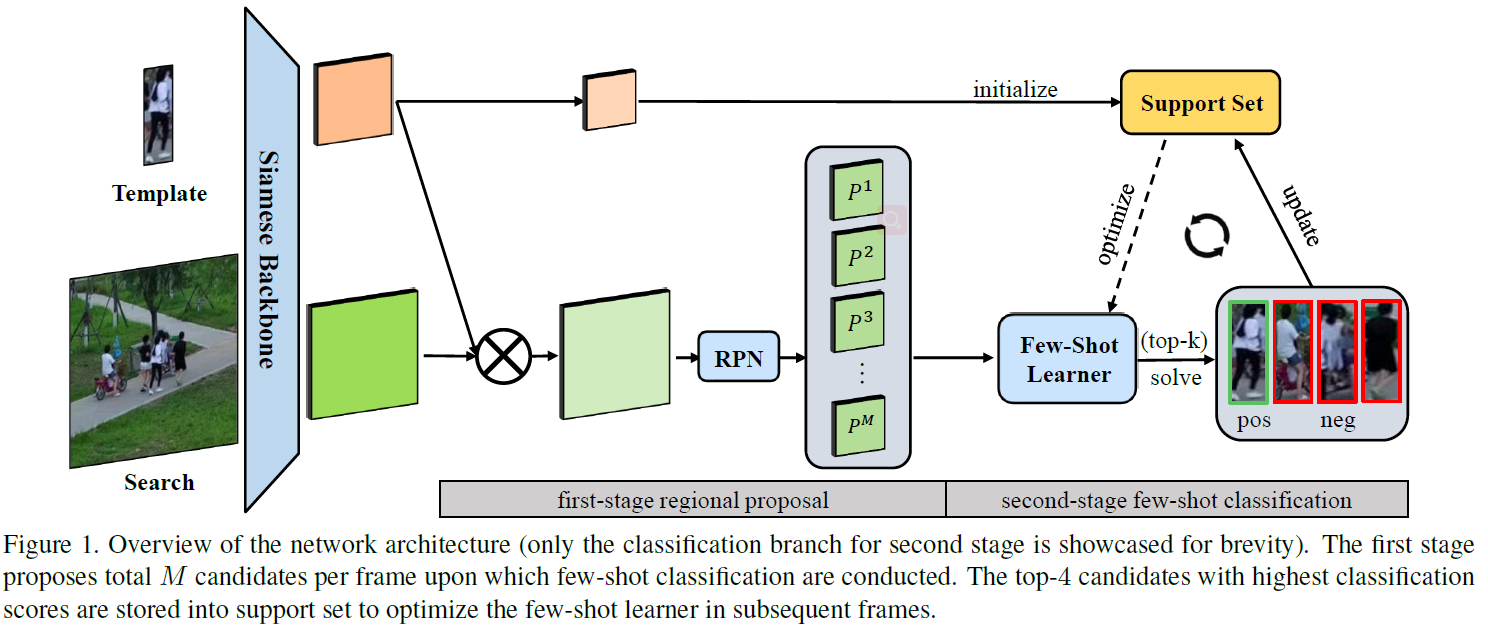 Template
Search
Siamese Backbone
initialize
Support Set
optimize
update
P¹
P²
P³
⋮
Pᴹ
RPN
Few-Shot
Learner
(top-k)
solve
pos
neg
first-stage regional proposal
second-stage few-shot classification
Figure 1. Overview of the network architecture (only the classification branch for second stage is showcased for brevity). The first stage
proposes total M candidates per frame upon which few-shot classification are conducted. The top-4 candidates with highest classification
scores are stored into support set to optimize the few-shot learner in subsequent frames.